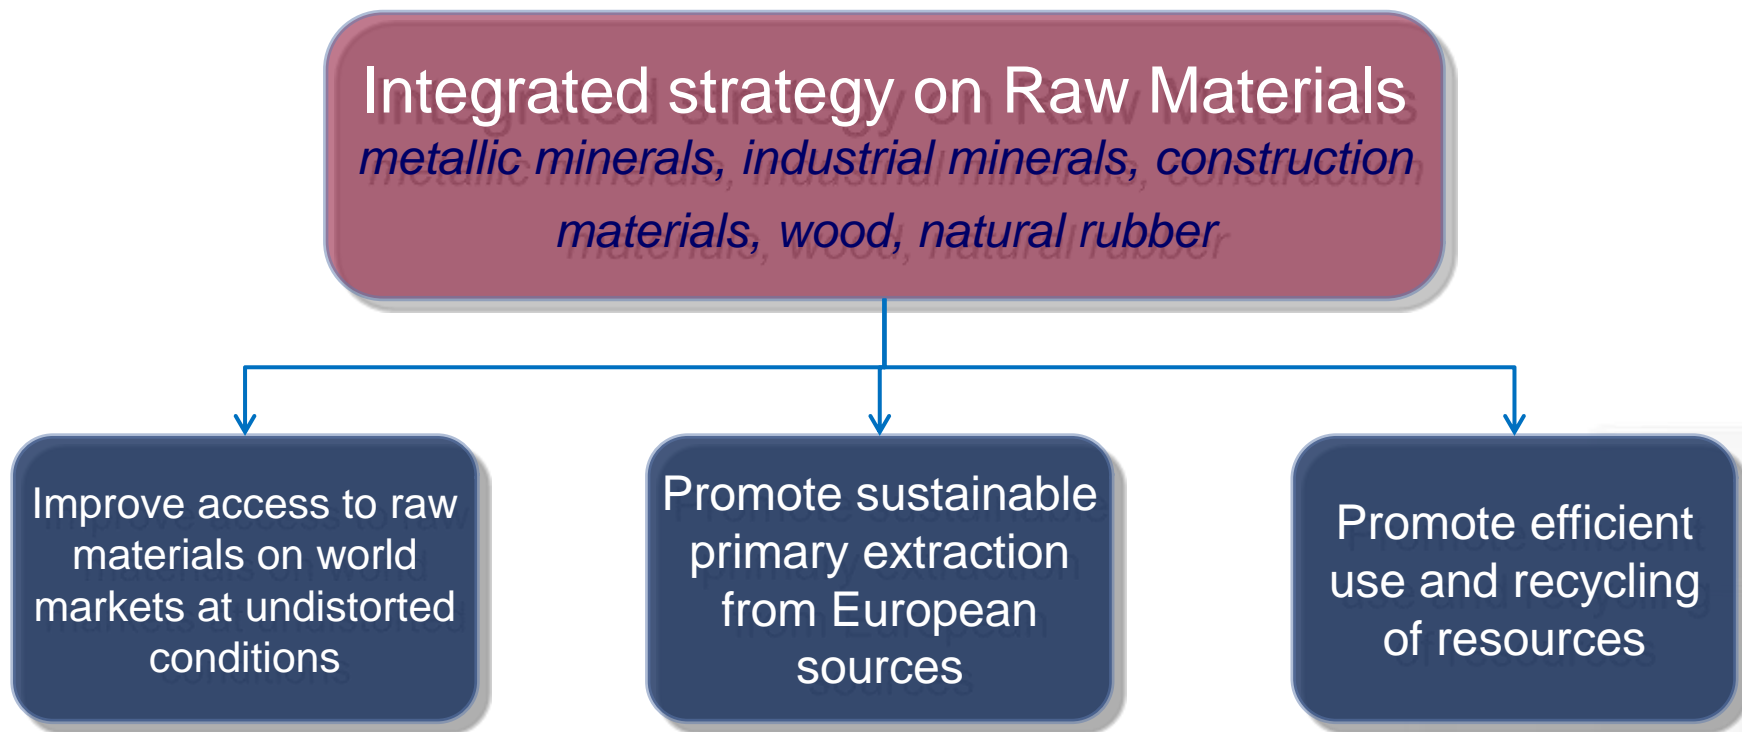 Integrated strategy on Raw Materials
metallic minerals, industrial minerals, construction
materials, wood, natural rubber
Improve access to raw
materials on world
markets at undistorted
conditions
Promote sustainable
primary extraction
from European
sources
Promote efficient
use and recycling
of resources